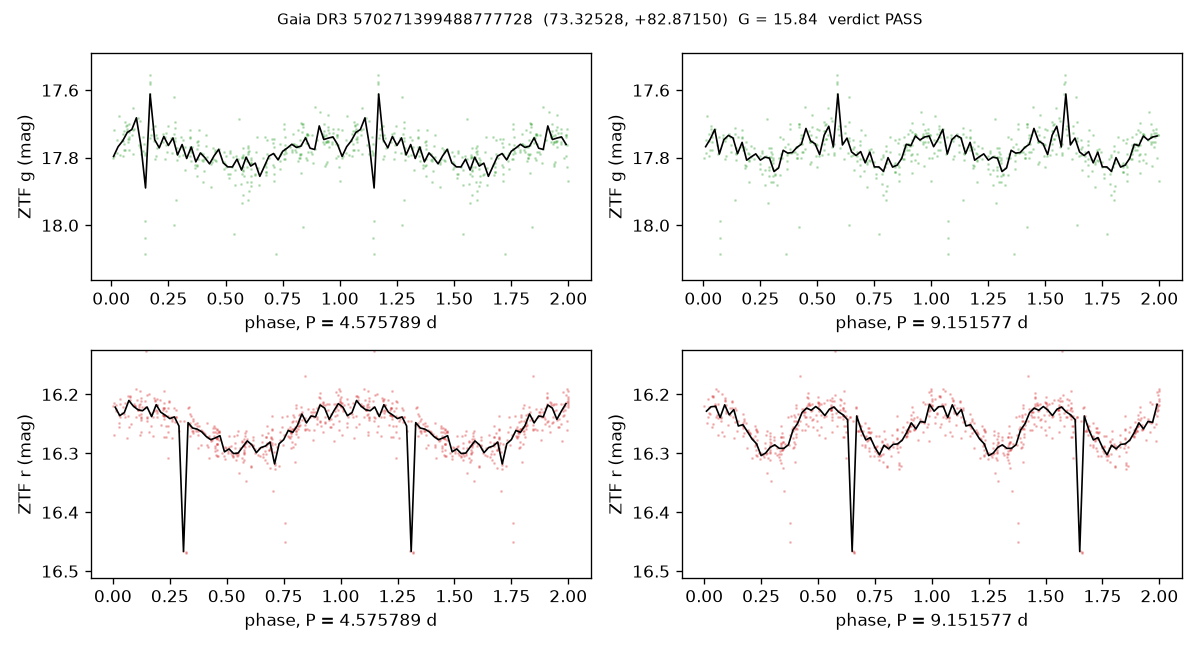 Gaia DR3 570271399488777728 (73.32528, +82.87150) G = 15.84 verdict PASS
17.6
17.8
18.0
ZTF g (mag)
0.00 0.25 0.50 0.75 1.00 1.25 1.50 1.75 2.00
phase, P = 4.575789 d
17.6
17.8
18.0
ZTF g (mag)
0.00 0.25 0.50 0.75 1.00 1.25 1.50 1.75 2.00
phase, P = 9.151577 d
16.2
16.3
16.4
16.5
ZTF r (mag)
0.00 0.25 0.50 0.75 1.00 1.25 1.50 1.75 2.00
phase, P = 4.575789 d
16.2
16.3
16.4
16.5
ZTF r (mag)
0.00 0.25 0.50 0.75 1.00 1.25 1.50 1.75 2.00
phase, P = 9.151577 d